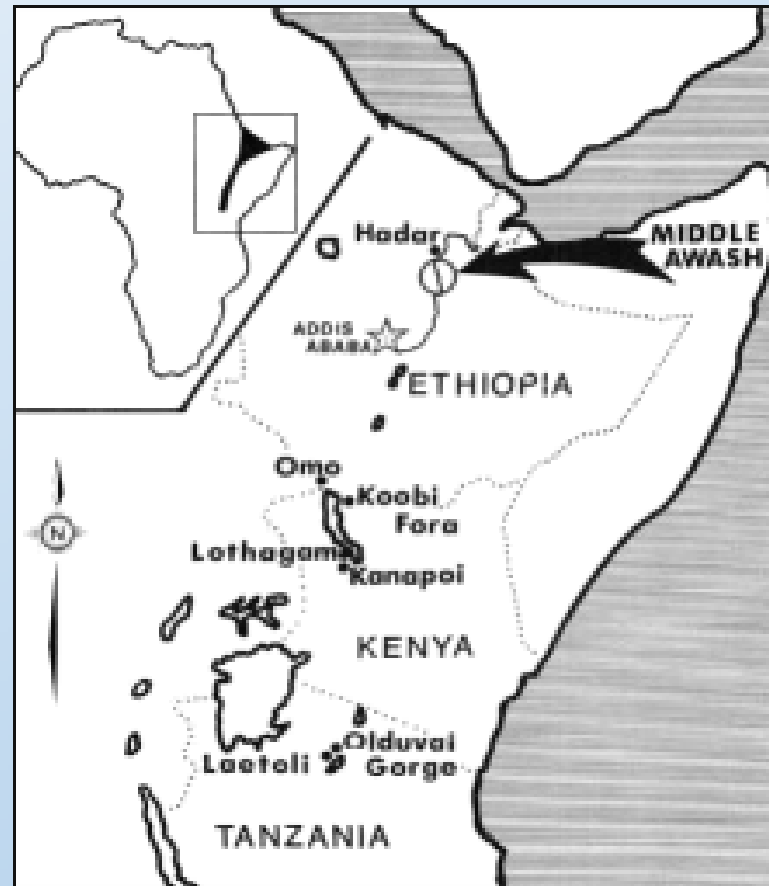 Hadar
MIDDLE
AWASH
ADDIS
ABABA
ETHIOPIA
Omo
Koobi
Fora
N
Lothagam
Kanapoi
KENYA
Olduvai
Laetoli Gorge
TANZANIA